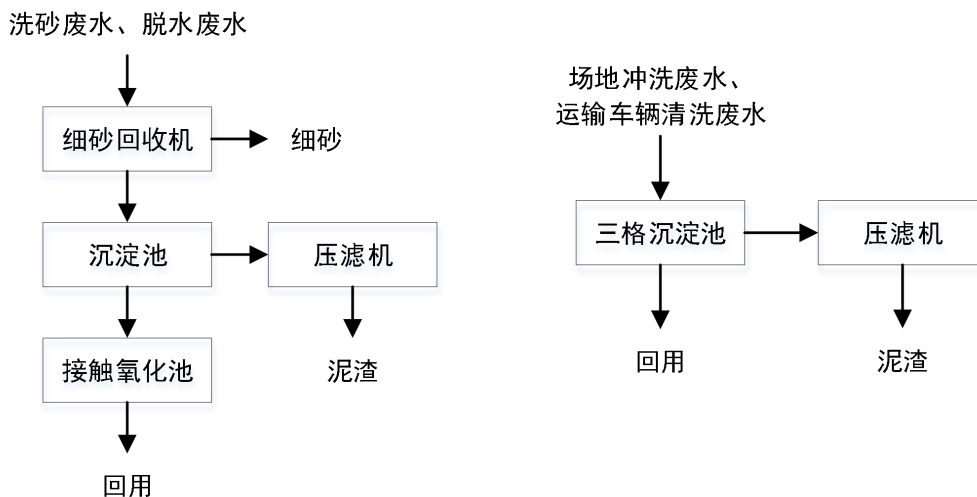 洗砂废水、脱水废水
细砂回收机
细砂
沉淀池
压滤机
接触氧化池
泥渣
回用
场地冲洗废水、
运输车辆清洗废水
三格沉淀池
压滤机
回用
泥渣